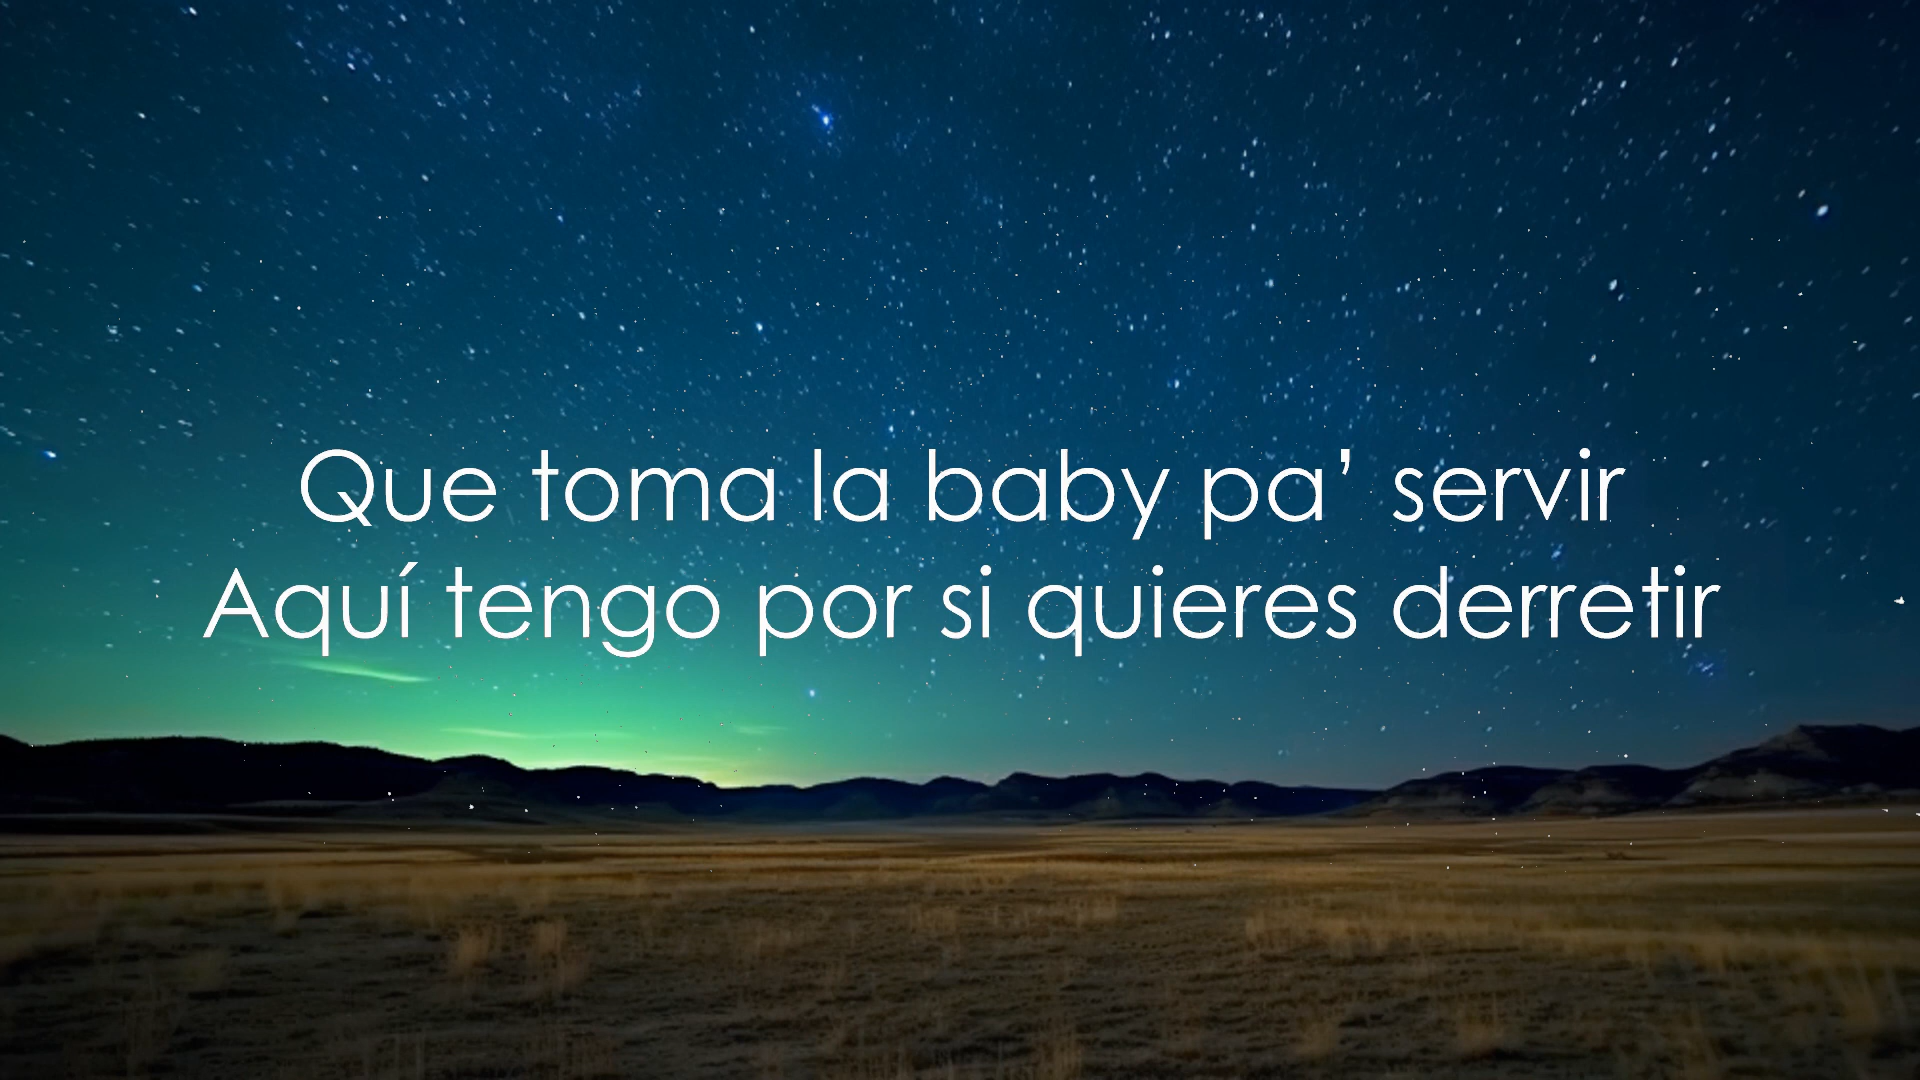 Que toma la baby pa’ servir
Aquí tengo por si quieres derretir